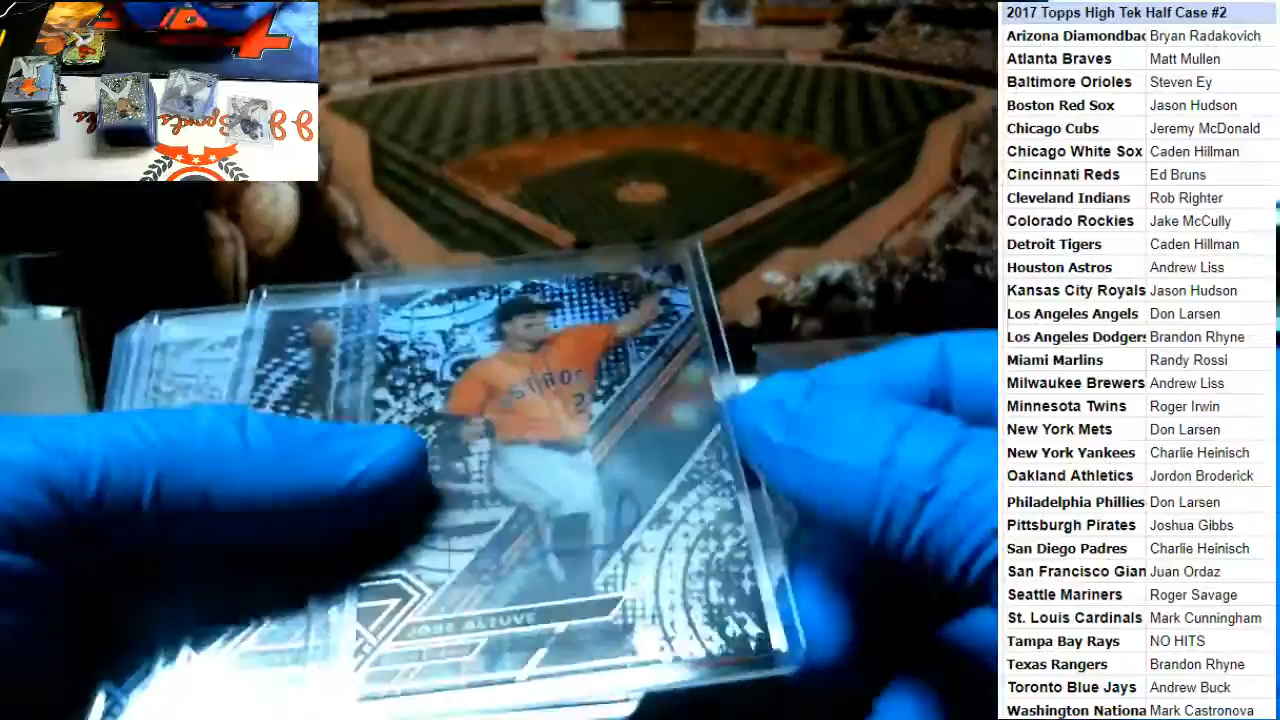 2017 Topps High Tek Half Case #2
Arizona Diamondbac Bryan Radakovich
Atlanta Braves Matt Mullen
Baltimore Orioles Steven Ey
Boston Red Sox Jason Hudson
Chicago Cubs Jeremy McDonald
Chicago White Sox Caden Hillman
Cincinnati Reds Ed Bruns
Cleveland Indians Rob Righter
Colorado Rockies Jake McCully
Detroit Tigers Caden Hillman
Houston Astros Andrew Liss
Kansas City Royals Jason Hudson
Los Angeles Angels Don Larsen
Los Angeles Dodgers Brandon Rhyne
Miami Marlins Randy Rossi
Milwaukee Brewers Andrew Liss
Minnesota Twins Roger Irwin
New York Mets Don Larsen
New York Yankees Charlie Heinisch
Oakland Athletics Jordon Broderick
Philadelphia Phillies Don Larsen
Pittsburgh Pirates Joshua Gibbs
San Diego Padres Charlie Heinisch
San Francisco Gian Juan Ordaz
Seattle Mariners Roger Savage
St. Louis Cardinals Mark Cunningham
Tampa Bay Rays NO HITS
Texas Rangers Brandon Rhyne
Toronto Blue Jays Andrew Buck
Washington Nationa Mark Castronova
JOSE ALTUVE